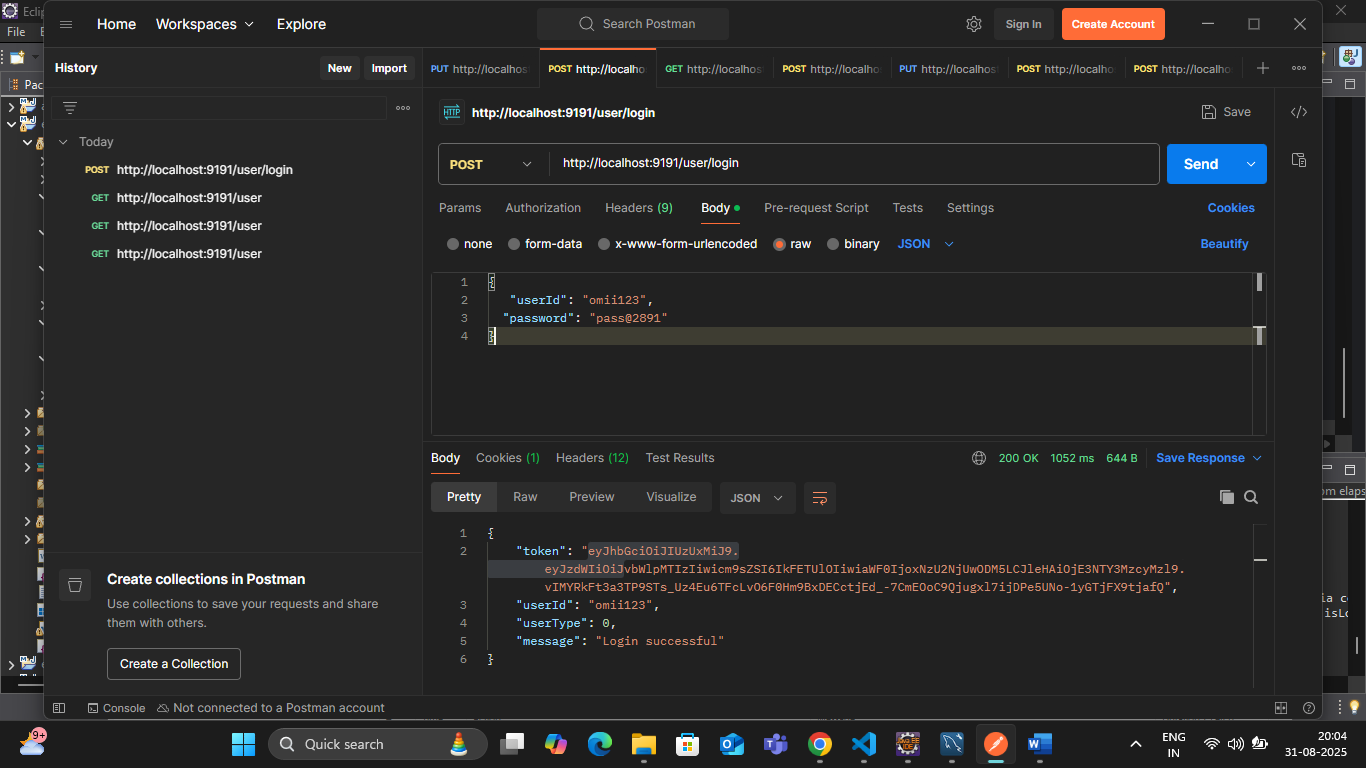 Eclip
Home
Workspaces
Explore
Search Postman
Sign In
Create Account
File
History
New
Import
PUT http://localhos
POST http://localho
GET http://localhos
POST http://localho
PUT http://localhos
POST http://localho
POST http://localho
Pac
http://localhost:9191/user/login
Save
Today
POST http://localhost:9191/user/login
GET http://localhost:9191/user
GET http://localhost:9191/user
GET http://localhost:9191/user
POST
http://localhost:9191/user/login
Send
Params
Authorization
Headers (9)
Body
Pre-request Script
Tests
Settings
Cookies
none
form-data
x-www-form-urlencoded
raw
binary
JSON
Beautify
1 {
2 "userId": "omii123",
3 "password": "pass@2891"
4 }
Body
Cookies (1)
Headers (12)
Test Results
200 OK
1052 ms
644 B
Save Response
Pretty
Raw
Preview
Visualize
JSON
om elaps
1 {
2 "token": "eyJhbGciOiJIUzUxMiJ9.
eyJzdWIiOiJvbWlpMTIzIiwicm9sZSI6IkFETUlOIiwiaWF0IjoxNzU2NjUwODM5LCJleHAiOjE3NTY3MzcyMzl9.
vIMYRkFt3a3TP9STs_Uz4Eu6TFcLvO6F0Hm9BxDECctjEd_-7CmEOoC9Qjugxl7ijDPe5UNo-1yGTjFX9tjafQ",
3 "userId": "omii123",
4 "userType": 0,
5 "message": "Login successful"
6 }
Create collections in Postman
Use collections to save your requests and share
them with others.
Create a Collection
ia co
isLo
Console
Not connected to a Postman account
9+
Quick search
ENG
IN
20:04
31-08-2025